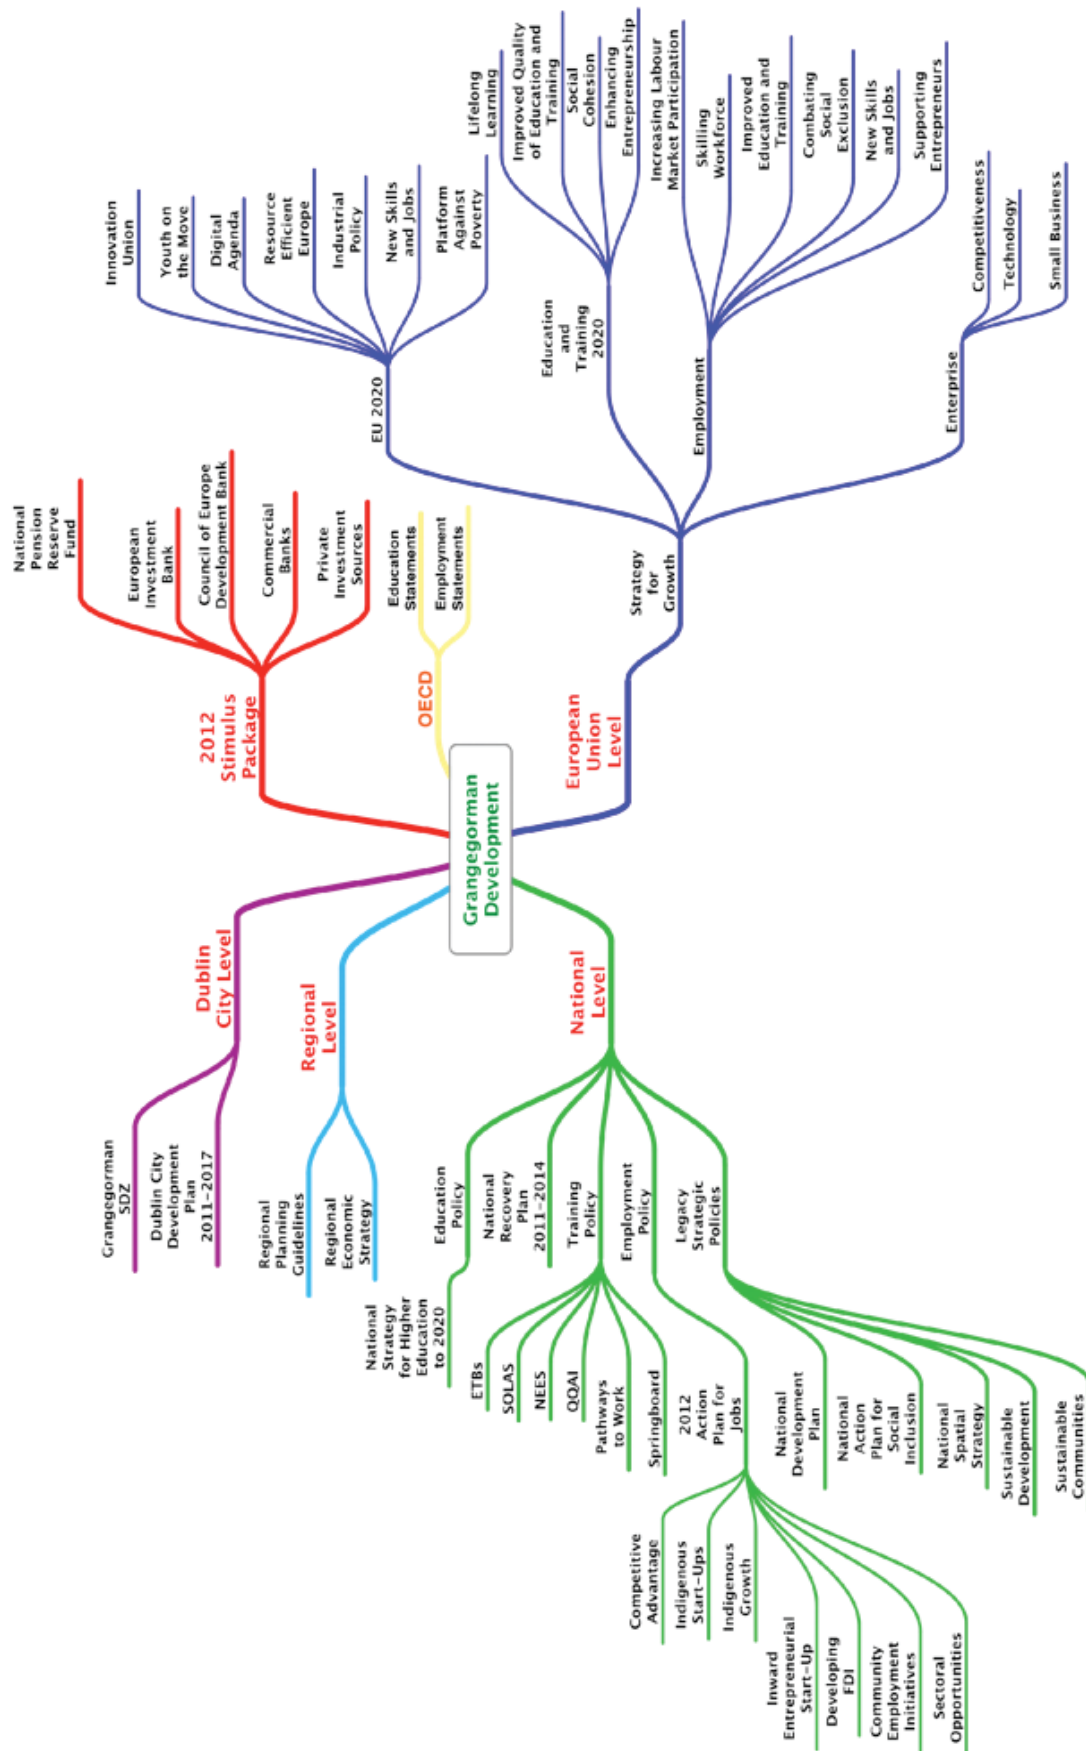 Grangegorman
Development
2012
Stimulus
Package
National
Pension
Reserve
Fund
European
Investment
Bank
Council of Europe
Development Bank
Commercial
Banks
Private
Investment
Sources
OECD
Education
Statements
Employment
Statements
European
Union
Level
Strategy
for
Growth
EU 2020
Innovation
Union
Youth on
the Move
Digital
Agenda
Resource
Efficient
Europe
Industrial
Policy
New Skills
and Jobs
Platform
Against
Poverty
Education
and
Training
2020
Lifelong
Learning
Improved Quality
of Education and
Training
Social
Cohesion
Enhancing
Entrepreneurship
Employment
Increasing Labour
Market Participation
Skilling
Workforce
Improved
Education and
Training
Combating
Social
Exclusion
New Skills
and Jobs
Supporting
Entrepreneurs
Enterprise
Competitiveness
Technology
Small Business
Dublin
City Level
Grangegorman
SDZ
Dublin City
Development
Plan
2011-2017
Regional
Level
Regional
Planning
Guidelines
Regional
Economic
Strategy
National
Level
Education
Policy
National
Strategy
for Higher
Education
to 2020
National
Recovery
Plan
2011-2014
Training
Policy
ETBs
SOLAS
NEES
QQAI
Pathways
to Work
Springboard
Employment
Policy
2012
Action
Plan for
Jobs
Competitive
Advantage
Indigenous
Start-Ups
Indigenous
Growth
Inward
Entrepreneurial
Start-Up
Developing
FDI
Community
Employment
Initiatives
Sectoral
Opportunities
Legacy
Strategic
Policies
National
Development
Plan
National
Action
Plan for
Social
Inclusion
National
Spatial
Strategy
Sustainable
Development
Sustainable
Communities